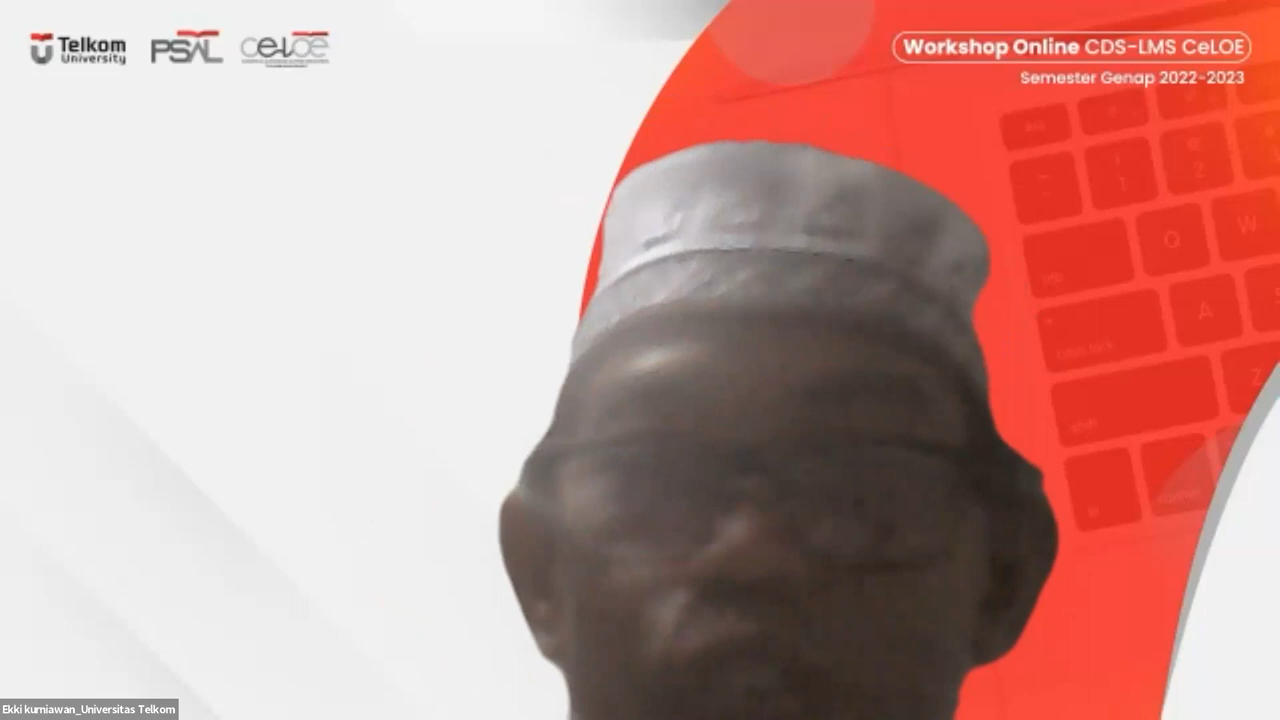 Telkom
University
PSAL
celoe
Workshop Online CDS-LMS CeLOE
Semester Genap 2022-2023
Q
W
A
Z
Ekki kurniawan_Universitas Telkom